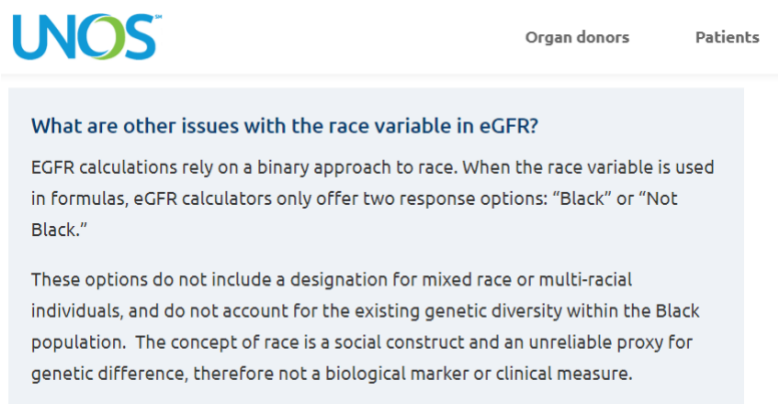 UNOS SM
Organ donors Patients
What are other issues with the race variable in eGFR?
EGFR calculations rely on a binary approach to race. When the race variable is used
in formulas, eGFR calculators only offer two response options: “Black” or “Not
Black.”
These options do not include a designation for mixed race or multi-racial
individuals, and do not account for the existing genetic diversity within the Black
population.  The concept of race is a social construct and an unreliable proxy for
genetic difference, therefore not a biological marker or clinical measure.